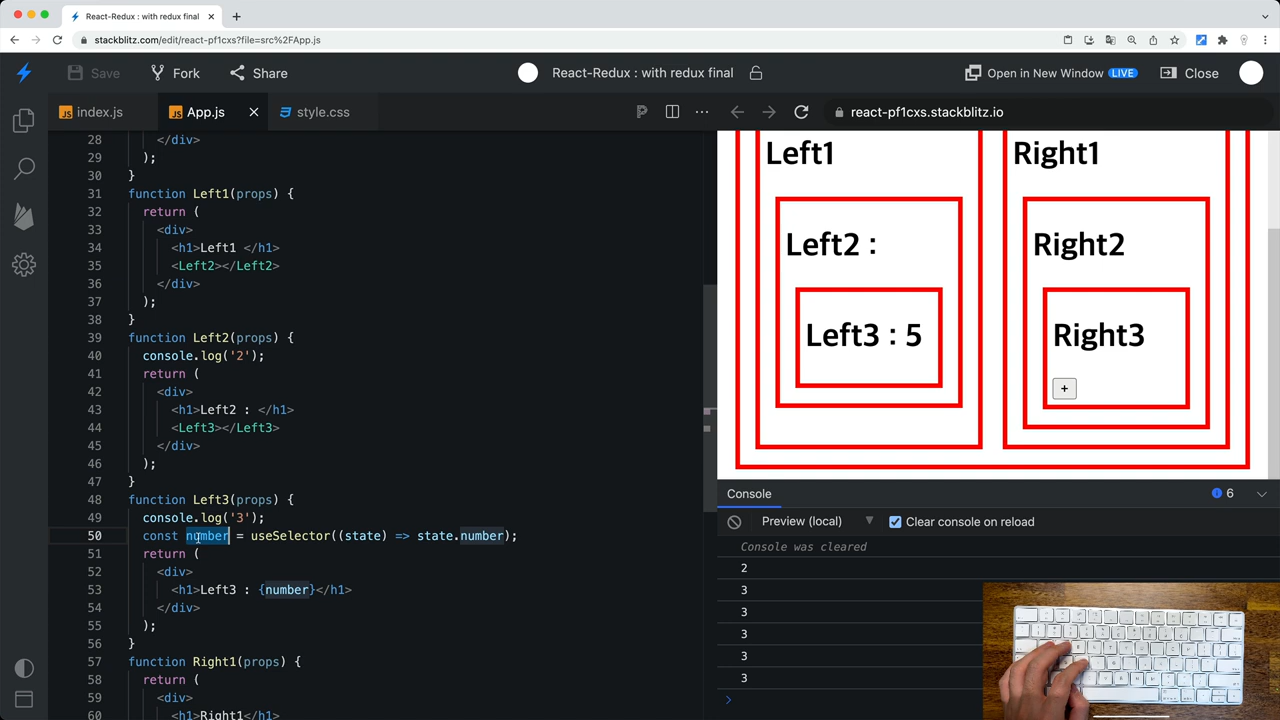 React-Redux : with redux final
stackblitz.com/edit/react-pf1cxs?file=src%2FApp.js
Save
Fork
Share
React-Redux : with redux final
Open in New Window LIVE
Close
index.js
App.js
style.css
react-pf1cxs.stackblitz.io
28 </div>
29 );
30 }
31 function Left1(props) {
32 return (
33 <div>
34 <h1>Left1 </h1>
35 <Left2></Left2>
36 </div>
37 );
38 }
39 function Left2(props) {
40 console.log('2');
41 return (
42 <div>
43 <h1>Left2 : </h1>
44 <Left3></Left3>
45 </div>
46 );
47 }
48 function Left3(props) {
49 console.log('3');
50 const number = useSelector((state) => state.number);
51 return (
52 <div>
53 <h1>Left3 : {number}</h1>
54 </div>
55 );
56 }
57 function Right1(props) {
58 return (
59 <div>
60 <h1>Right1</h1>
Left1
Left2 :
Left3 : 5
Right1
Right2
Right3
+
Console
6
Preview (local)
Clear console on reload
Console was cleared
2
3
3
3
3
3